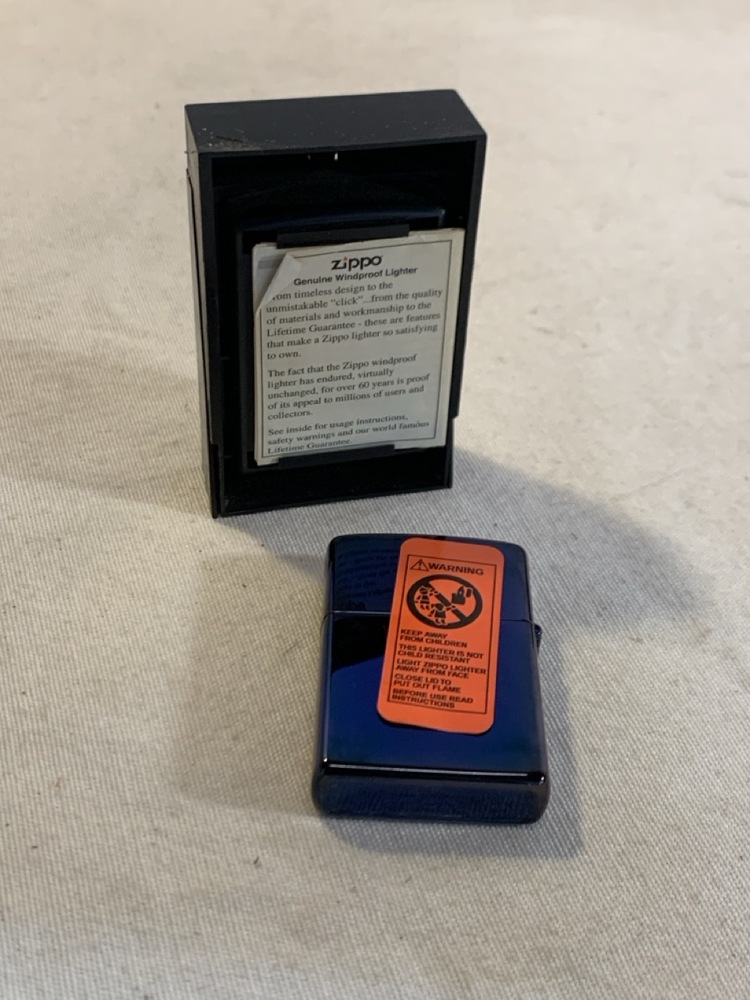 zippo
Genuine Windproof Lighter
rom timeless design to the
unmistakable "click"...from the quality
of materials and workmanship to the
Lifetime Guarantee - these are features
that make a Zippo lighter so satisfying
to own.
The fact that the Zippo windproof
lighter has endured, virtually
unchanged, for over 60 years is proof
of its appeal to millions of users and
collectors.
See inside for usage instructions,
safety warnings and our world famous
Lifetime Guarantee.
WARNING
KEEP AWAY
FROM CHILDREN
THIS LIGHTER IS NOT
CHILD RESISTANT
LIGHT ZIPPO LIGHTER
AWAY FROM FACE
CLOSE LID TO
PUT OUT FLAME
BEFORE USE READ
INSTRUCTIONS